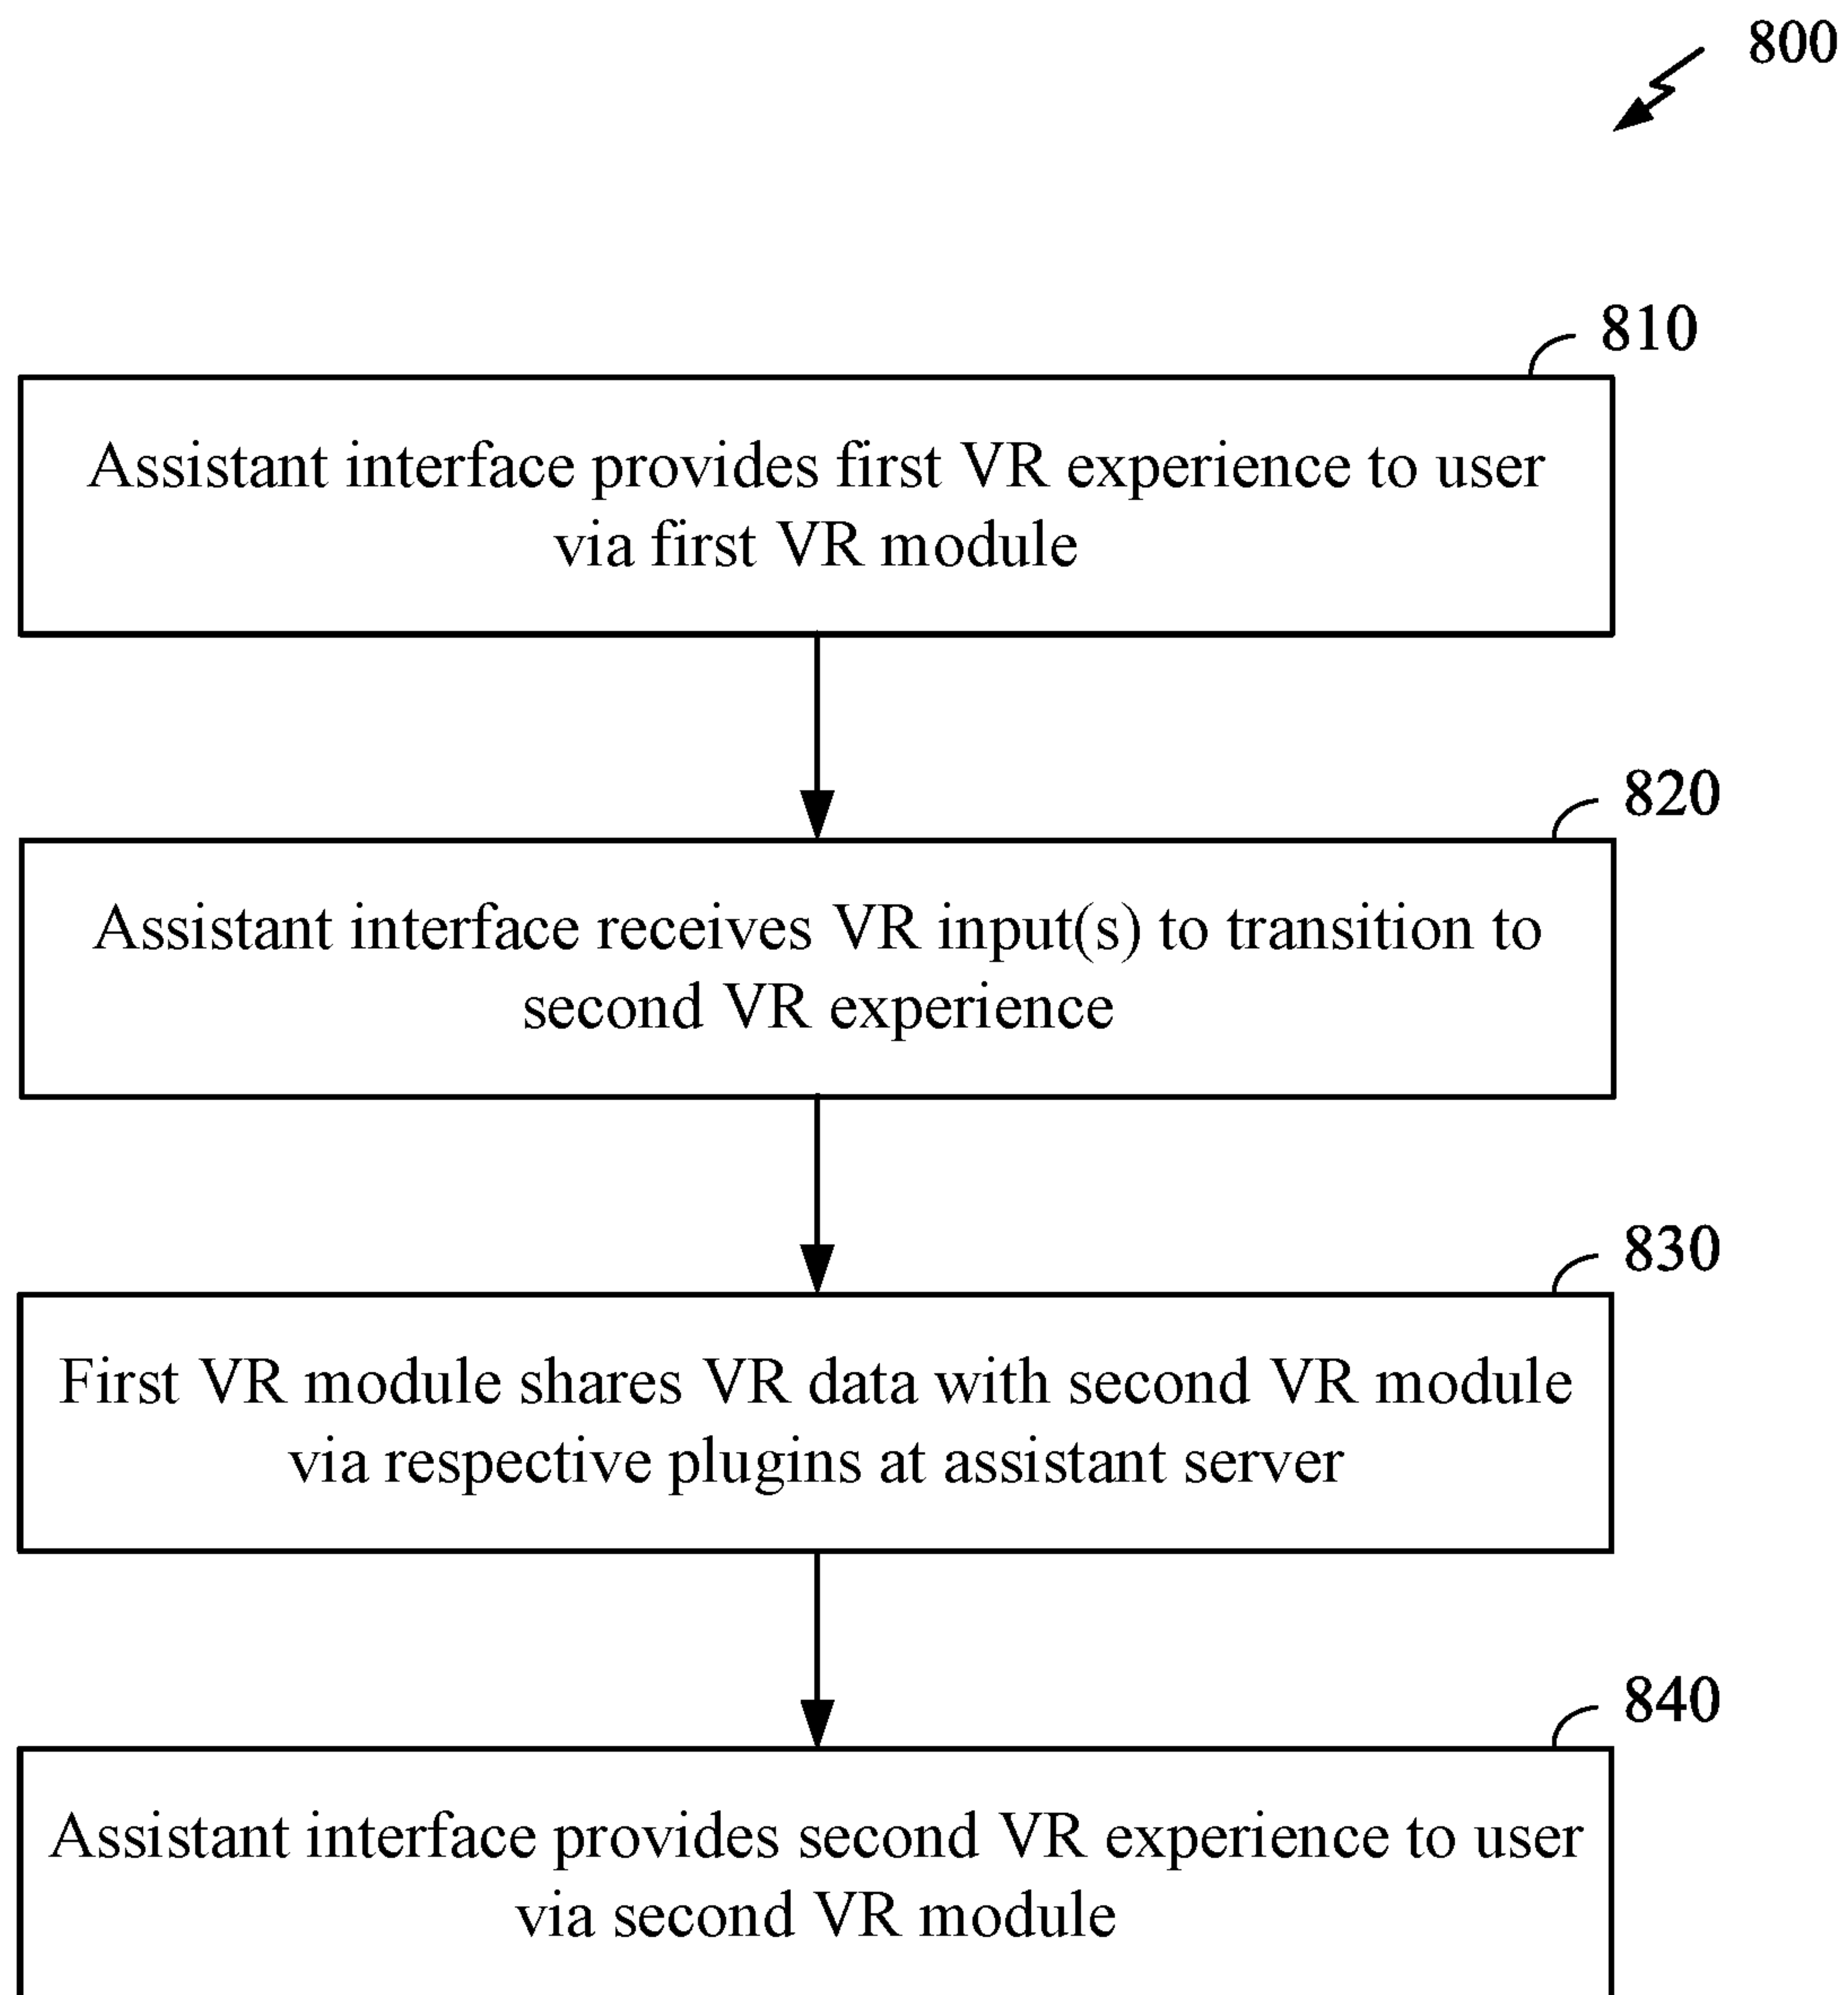 800
810
Assistant interface provides first VR experience to user
via first VR module
820
Assistant interface receives VR input(s) to transition to
second VR experience
830
First VR module shares VR data with second VR module
via respective plugins at assistant server
840
Assistant interface provides second VR experience to user
via second VR module